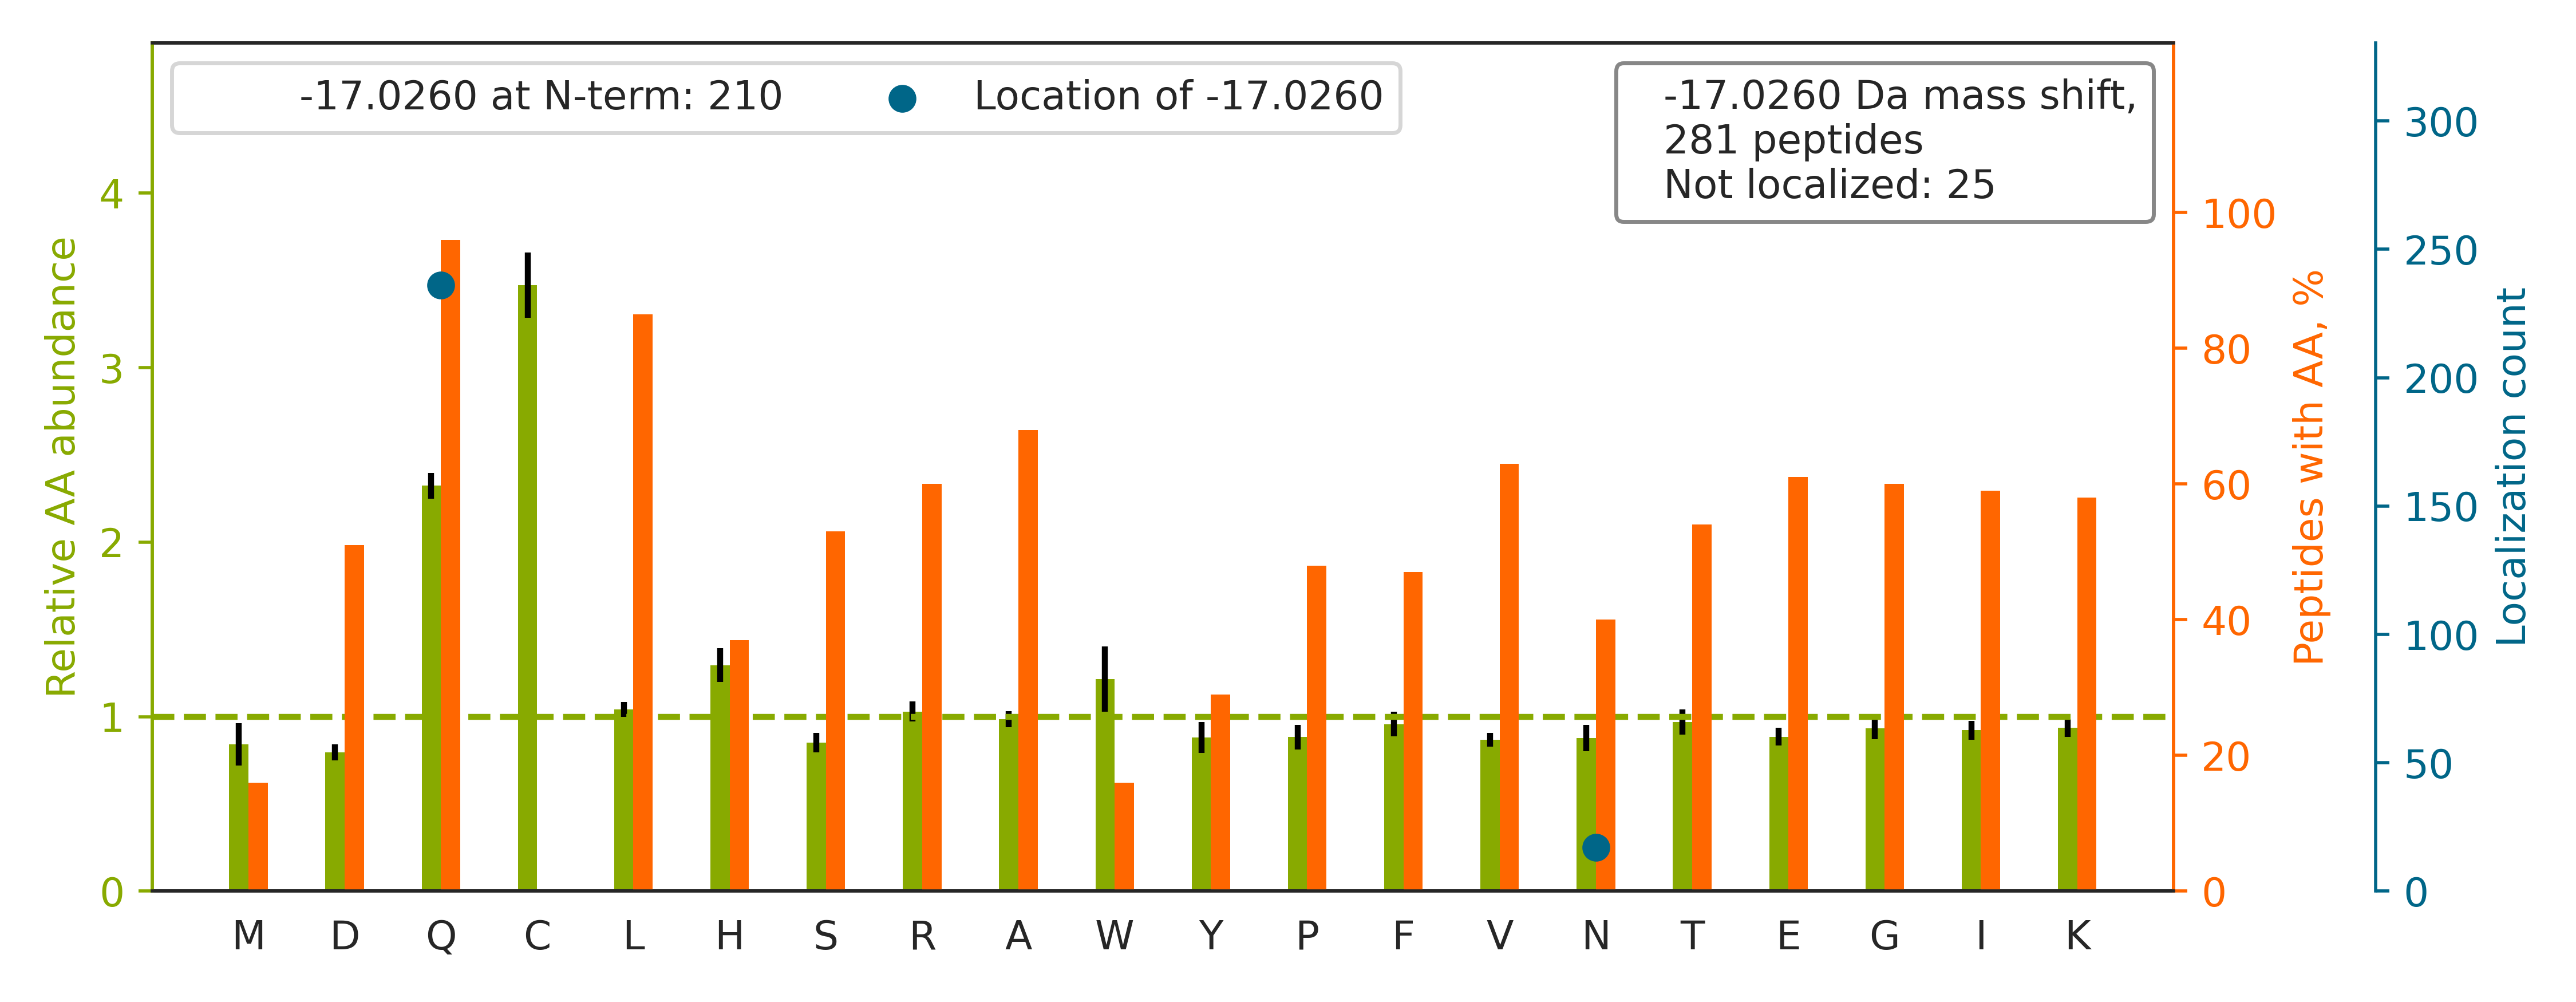 -17.0260 at N-term: 210
Location of -17.0260
-17.0260 Da mass shift,
281 peptides
Not localized: 25
Relative AA abundance
4
3
2
1
0
Peptides with AA, %
100
80
60
40
20
0
Localization count
300
250
200
150
100
50
0
M D Q C L H S R A W Y P F V N T E G I K